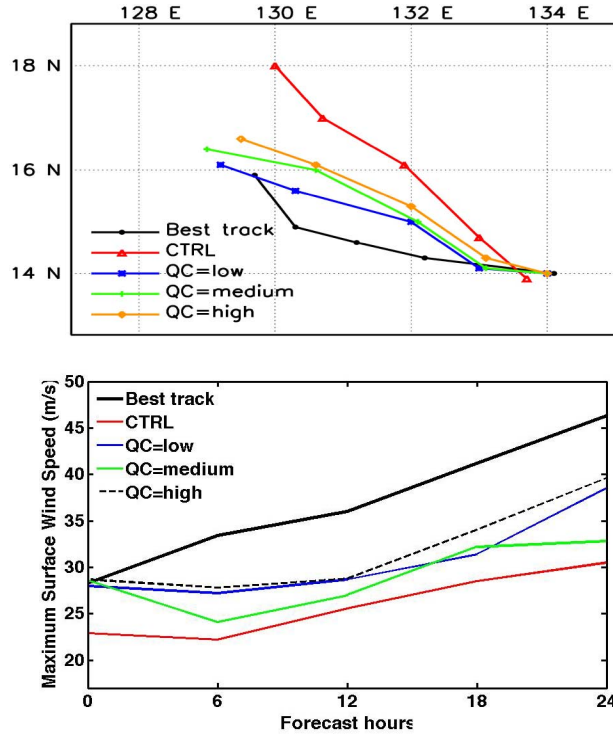 128 E 130 E 132 E 134 E
18 N
16 N
14 N
Best track
CTRL
QC=low
QC=medium
QC=high
Maximum Surface Wind Speed (m/s)
50
45
40
35
30
25
20
Best track
CTRL
QC=low
QC=medium
QC=high
0 6 12 18 24
Forecast hours